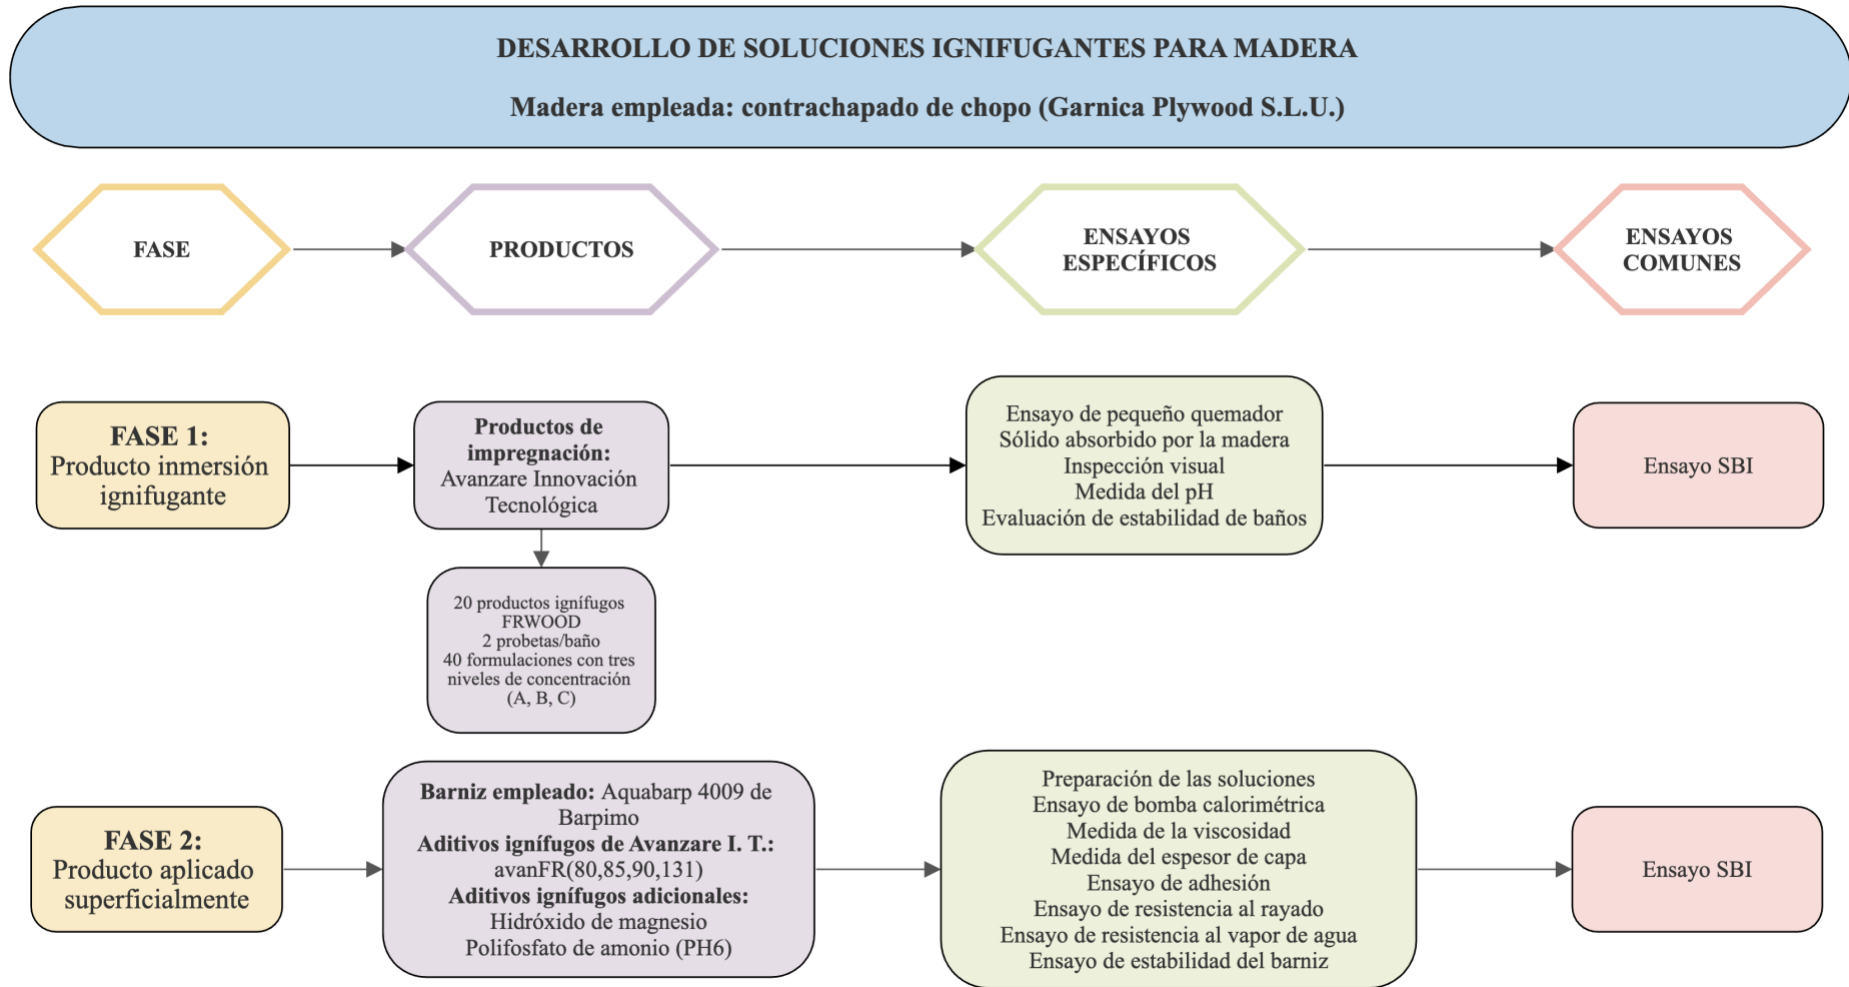 DESARROLLO DE SOLUCIONES IGNIFUGANTES PARA MADERA
Madera empleada: contrachapado de chopo (Garnica Plywood S.L.U.)
FASE
PRODUCTOS
ENSAYOS
ESPECÍFICOS
ENSAYOS
COMUNES
FASE 1:
Producto inmersión
ignifugante
Productos de
impregnación:
Avanzare Innovación
Tecnológica
Ensayo de pequeño quemador
Sólido absorbido por la madera
Inspección visual
Medida del pH
Evaluación de estabilidad de baños
Ensayo SBI
20 productos ignífugos
FRWOOD
2 probetas/baño
40 formulaciones con tres
niveles de concentración
(A, B, C)
FASE 2:
Producto aplicado
superficialmente
Barniz empleado: Aquabarp 4009 de
Barpimo
Aditivos ignífugos de Avanzare I. T.:
avanFR(80,85,90,131)
Aditivos ignífugos adicionales:
Hidróxido de magnesio
Polifosfato de amonio (PH6)
Preparación de las soluciones
Ensayo de bomba calorimétrica
Medida de la viscosidad
Medida del espesor de capa
Ensayo de adhesión
Ensayo de resistencia al rayado
Ensayo de resistencia al vapor de agua
Ensayo de estabilidad del barniz
Ensayo SBI